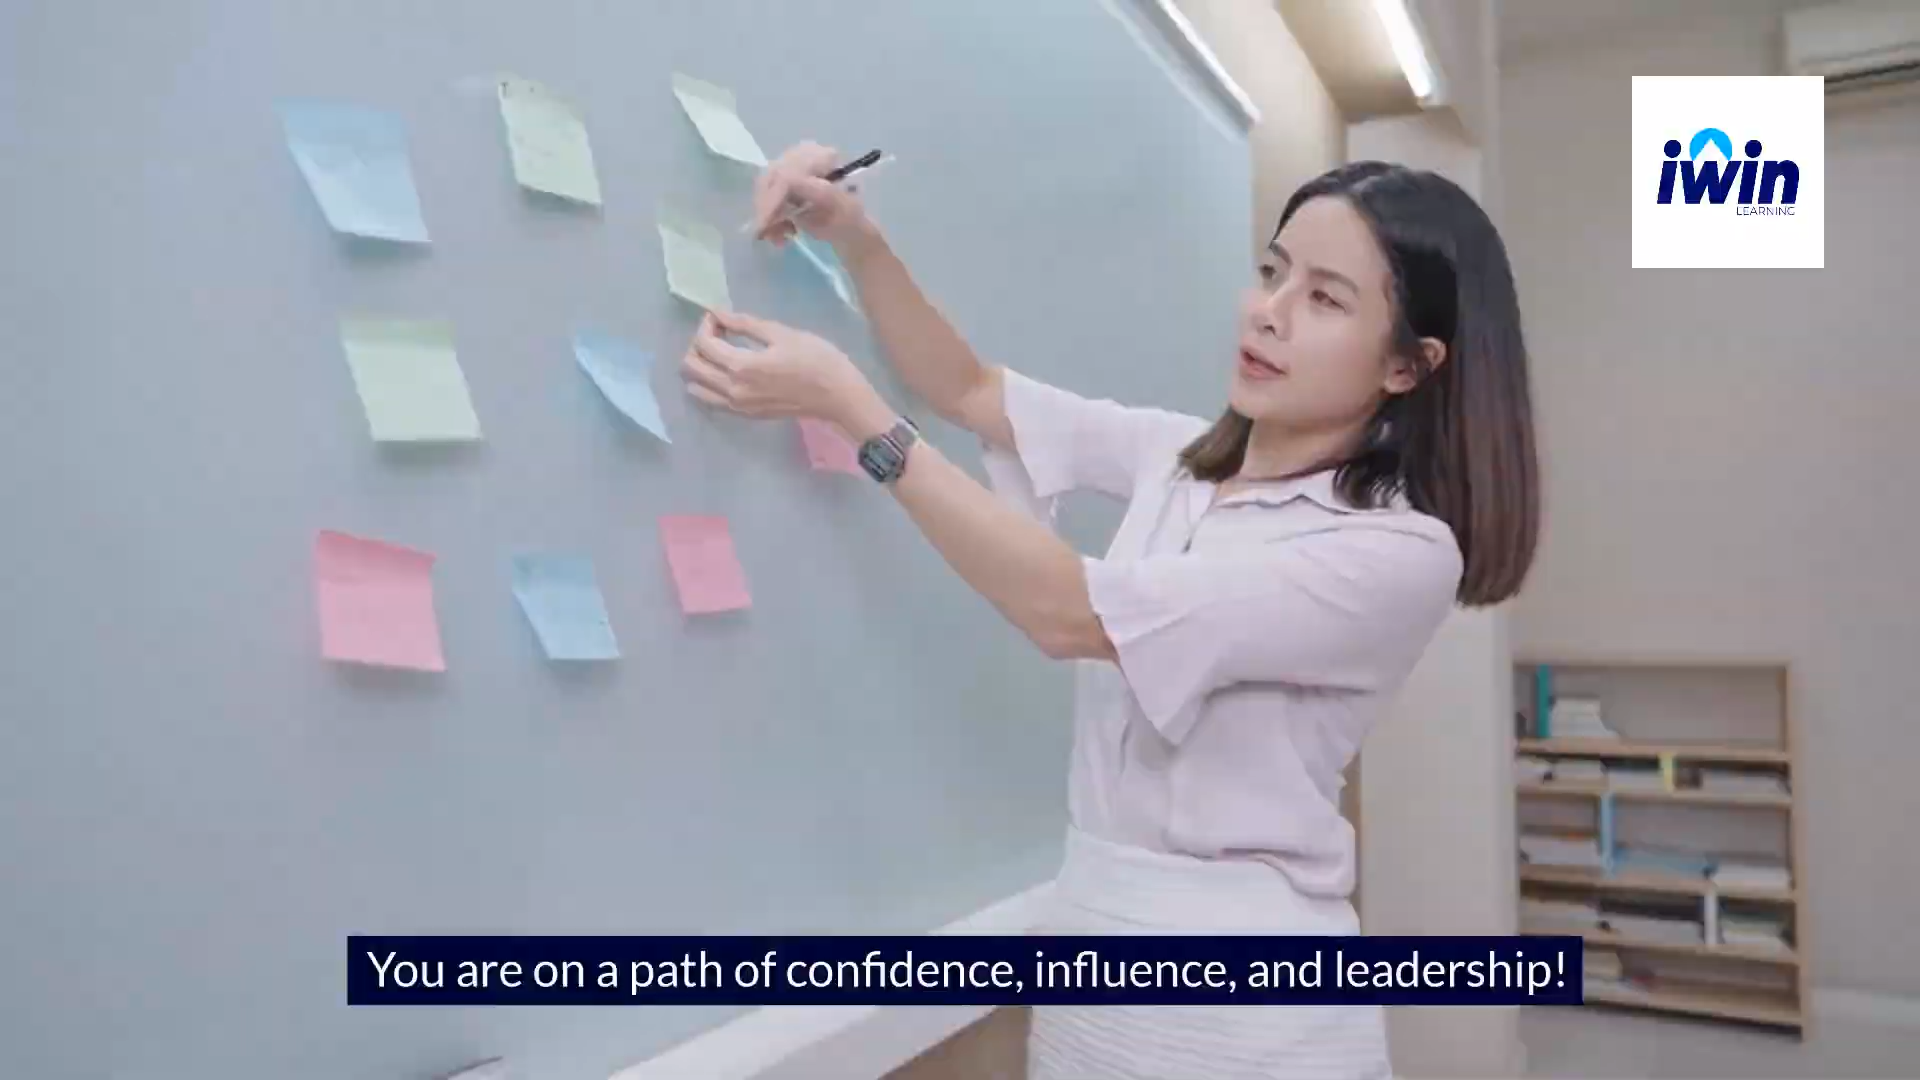 iwin
LEARNING
You are on a path of confidence, influence, and leadership!